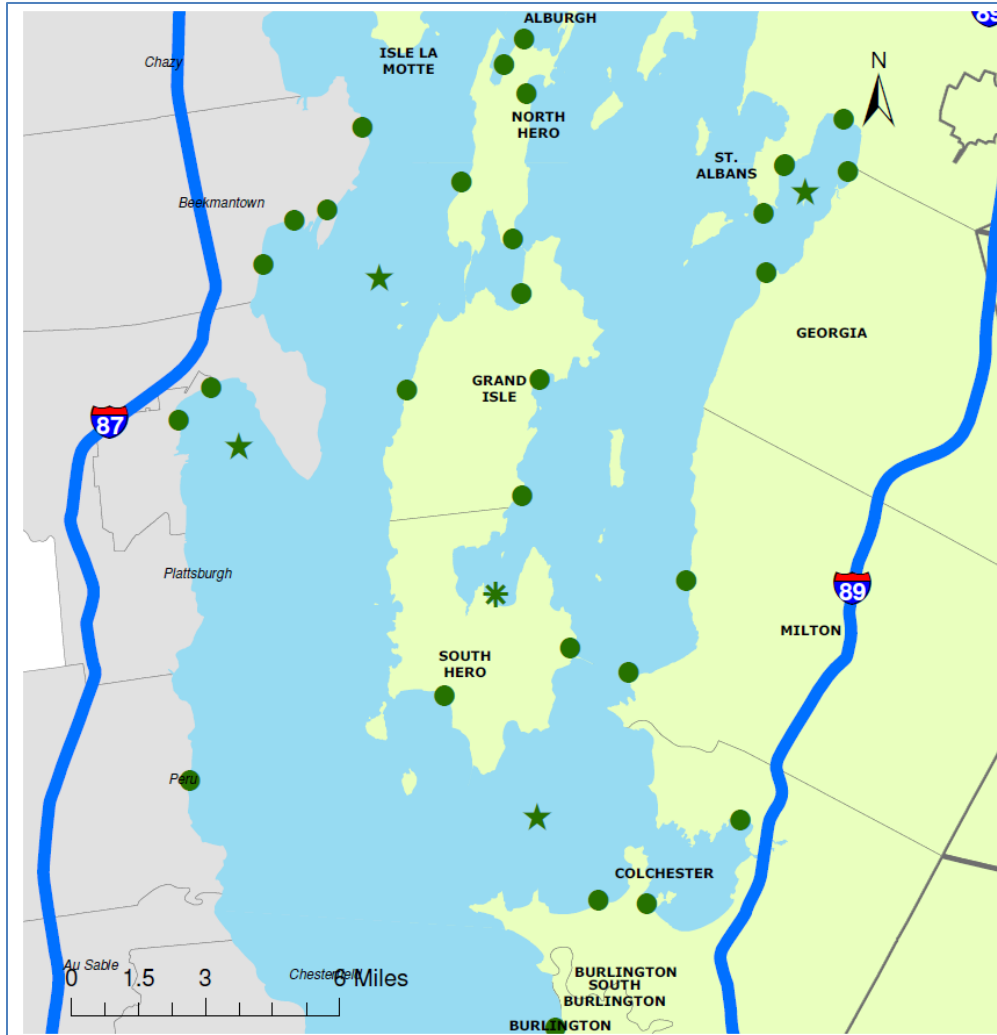 ALBURGH
89
ISLE LA
MOTTE
Chazy
N
NORTH
HERO
ST.
ALBANS
Beekmantown
GEORGIA
GRAND
ISLE
87
Plattsburgh
89
MILTON
SOUTH
HERO
Peru
COLCHESTER
Au Sable
Chesterfield
0 1.5 3 6 Miles
BURLINGTON
SOUTH
BURLINGTON
BURLINGTON